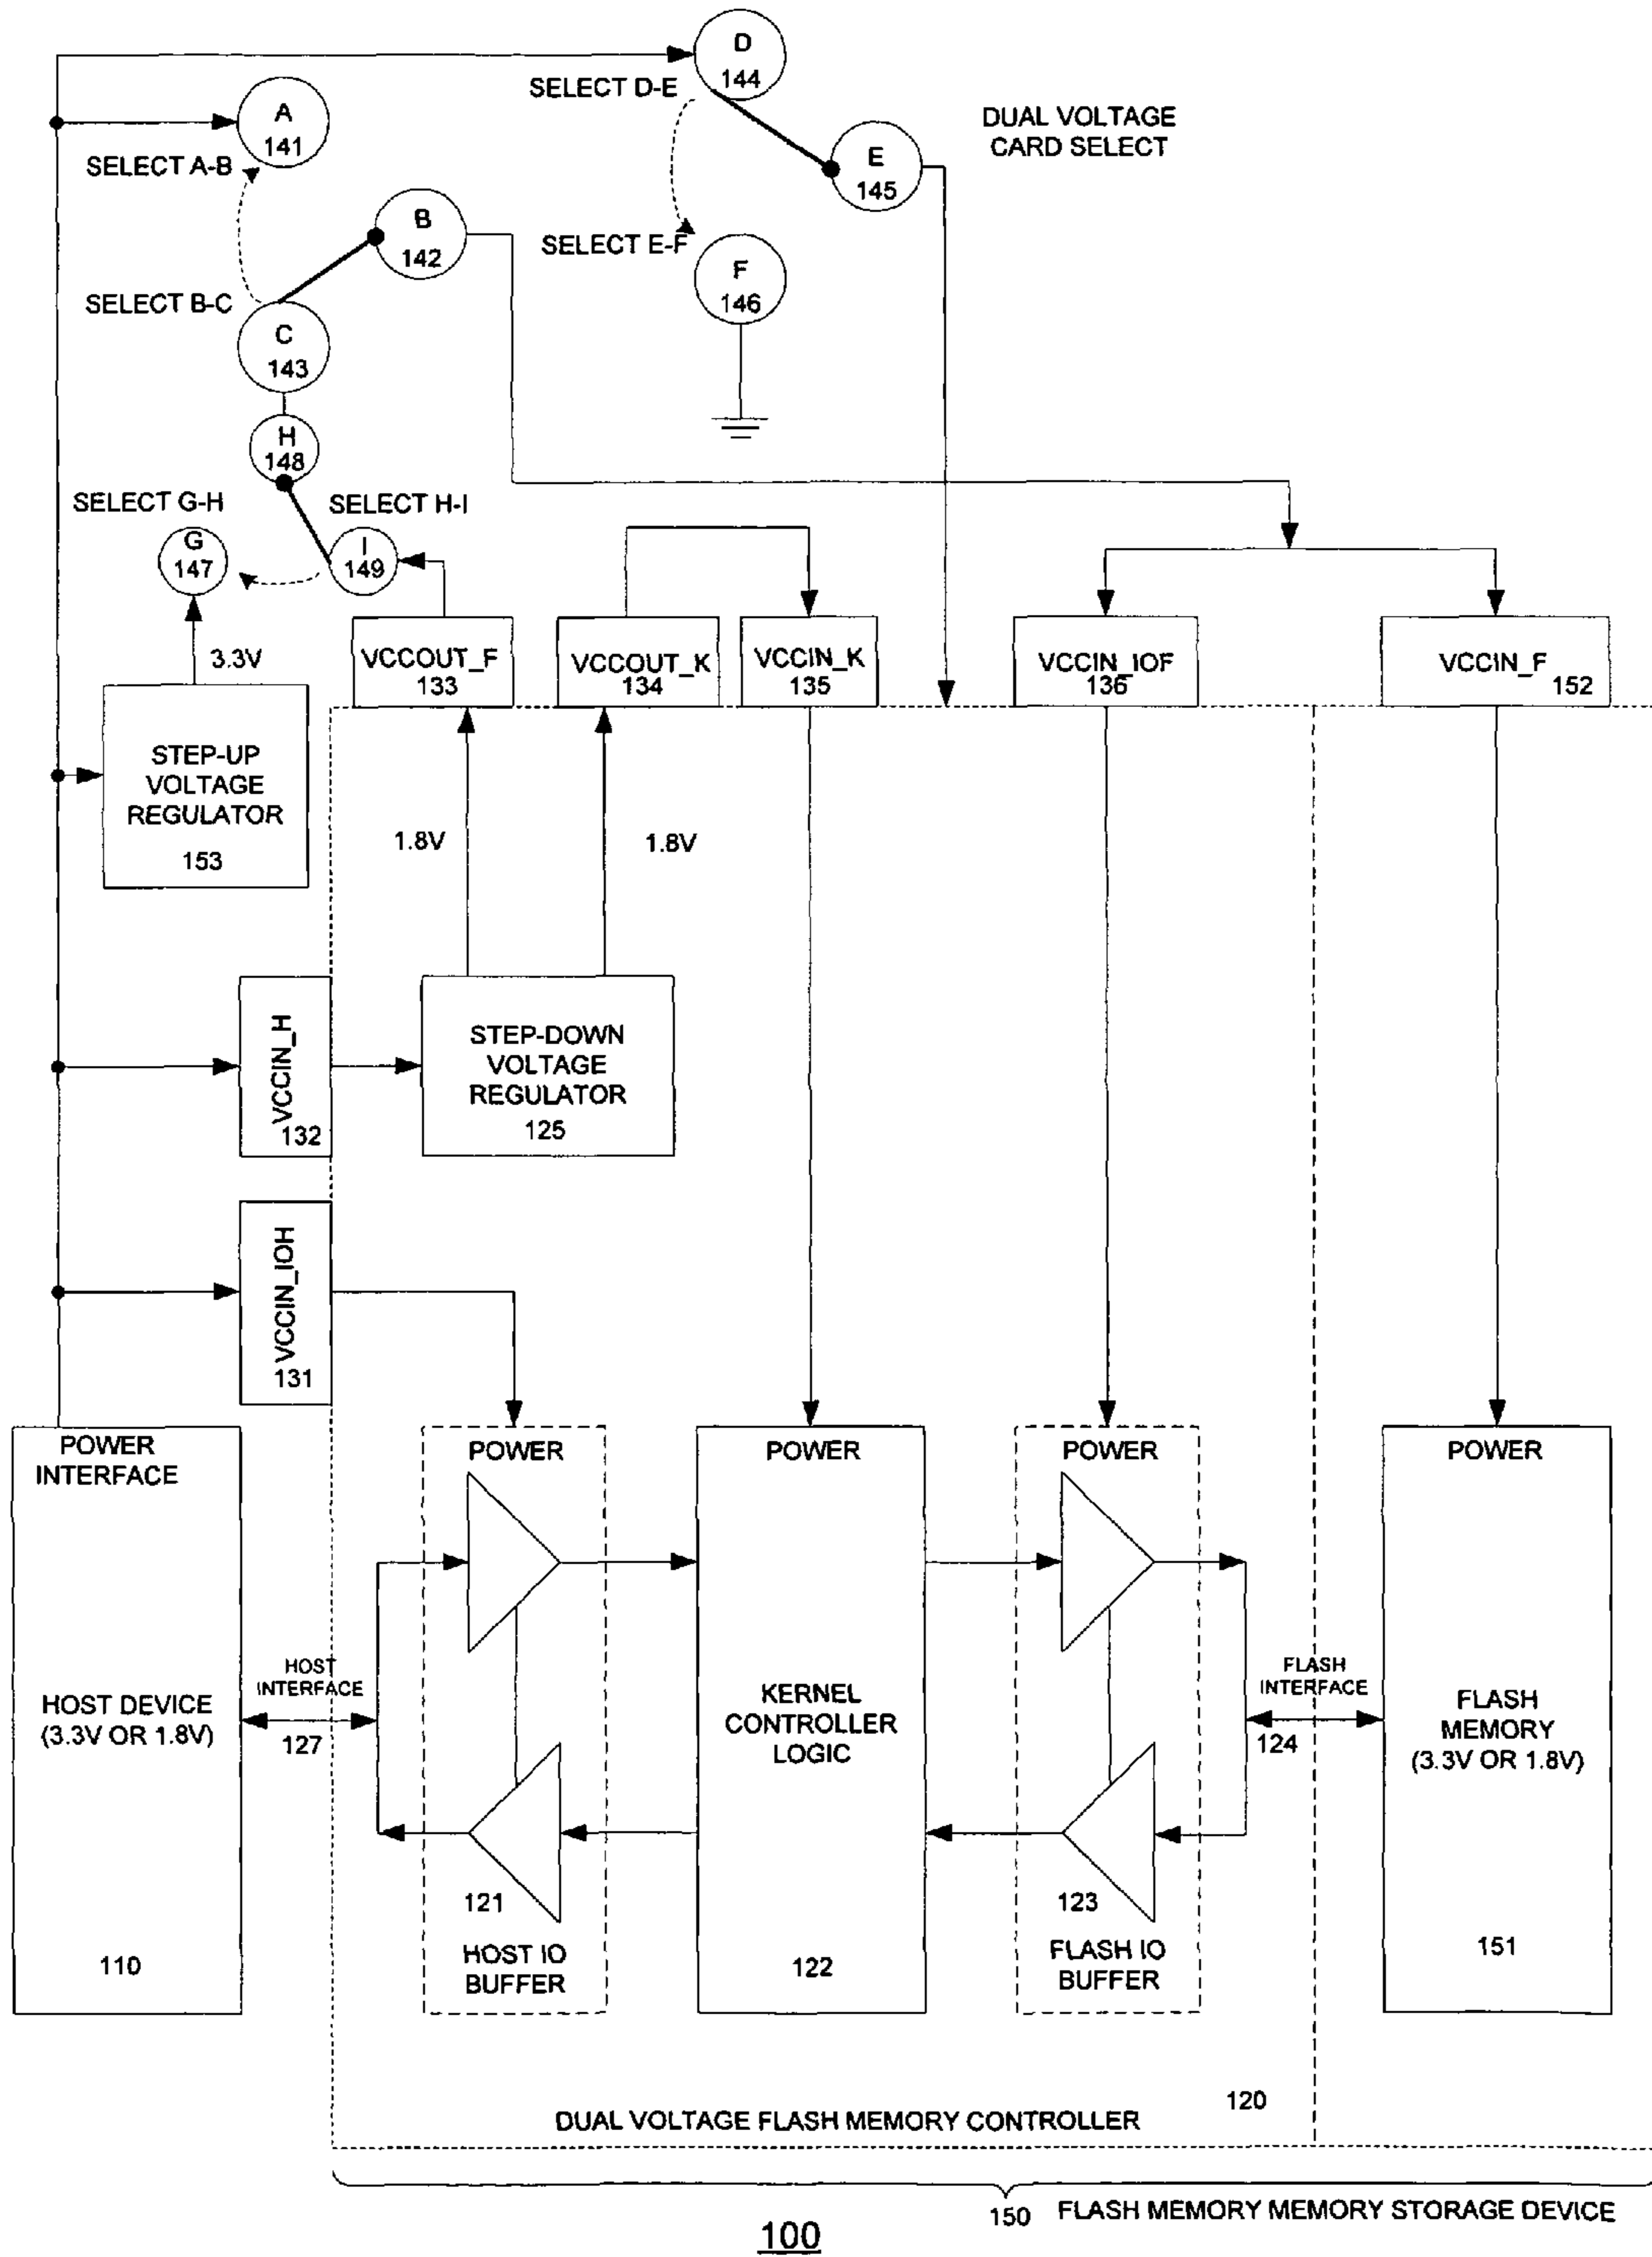 D
144
SELECT D-E
A
141
SELECT A-B
E
145
DUAL VOLTAGE
CARD SELECT
B
142
SELECT E-F
F
146
SELECT B-C
C
143
H
148
SELECT G-H
SELECT H-I
G
147
I
149
3.3V
VCCOUT_F
133
VCCOUT_K
134
VCCIN_K
135
VCCIN_IOF
136
VCCIN_F
152
STEP-UP
VOLTAGE
REGULATOR
153
1.8V
1.8V
VCCIN_H
132
STEP-DOWN
VOLTAGE
REGULATOR
125
VCCIN_IOH
131
POWER
INTERFACE
POWER
POWER
POWER
POWER
HOST DEVICE
(3.3V OR 1.8V)
110
HOST
INTERFACE
127
121
HOST IO
BUFFER
KERNEL
CONTROLLER
LOGIC
122
123
FLASH IO
BUFFER
FLASH
INTERFACE
124
FLASH
MEMORY
(3.3V OR 1.8V)
151
DUAL VOLTAGE FLASH MEMORY CONTROLLER
120
150 FLASH MEMORY MEMORY STORAGE DEVICE
100